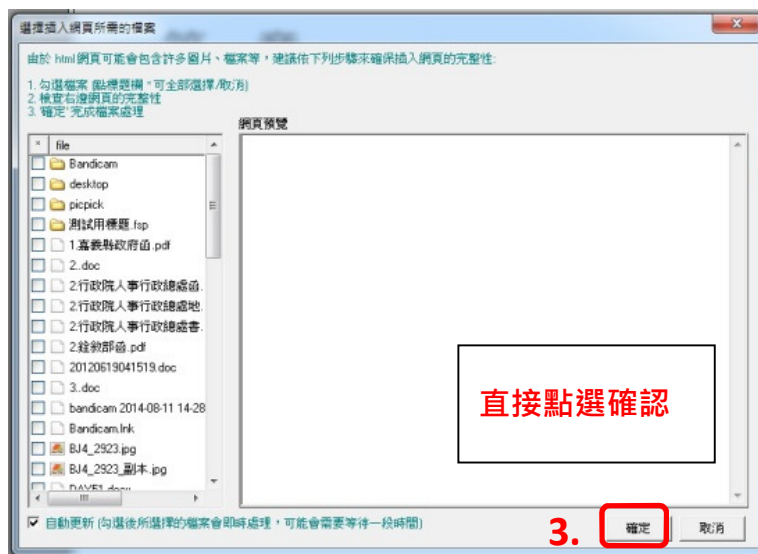 選擇插入網頁所需的檔案
由於 html 網頁可能會包含許多圖片、檔案等，建議依下列步驟來確保插入網頁的完整性:
1. 勾選檔案 (點標題欄 * 可全部選擇/取消)
2. 檢查右邊網頁的完整性
3. '確定' 完成檔案處理
網頁預覽
* file
Bandicam
desktop
picpick
測試用標題.fsp
1.嘉義縣政府函.pdf
2..doc
2.行政院人事行政總處函.
2.行政院人事行政總處地.
2.行政院人事行政總處書.
2.銓敘部函.pdf
20120619041519.doc
3..doc
bandicam 2014-08-11 14-28
Bandicam.lnk
BJ4_2923.jpg
BJ4_2923_副本.jpg
直接點選確認
自動更新 (勾選後所選擇的檔案會即時處理，可能會需要等待一段時間)
3.
確定
取消